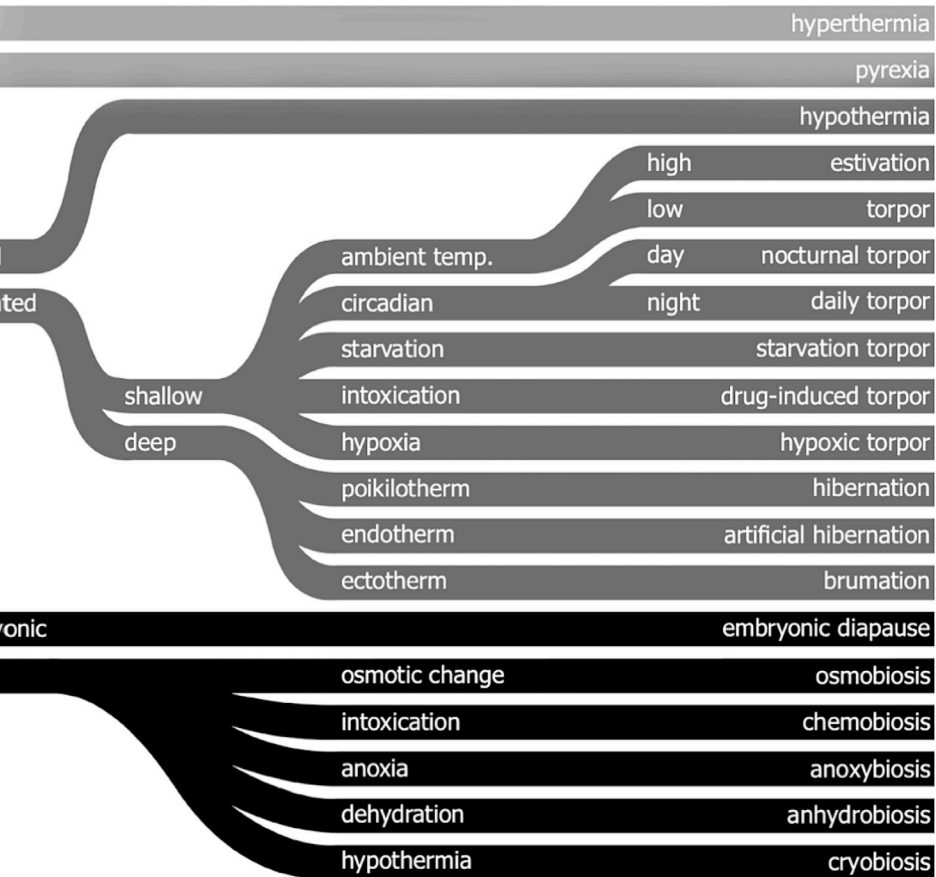 hyperthermia
pyrexia
hypothermia
high estivation
low torpor
ambient temp. day nocturnal torpor
circadian night daily torpor
starvation starvation torpor
shallow intoxication drug-induced torpor
deep hypoxia hypoxic torpor
poikilotherm hibernation
endotherm artificial hibernation
ectotherm brumation
embryonic diapause
osmotic change osmobiosis
intoxication chemobiosis
anoxia anoxybiosis
dehydration anhydrobiosis
hypothermia cryobiosis